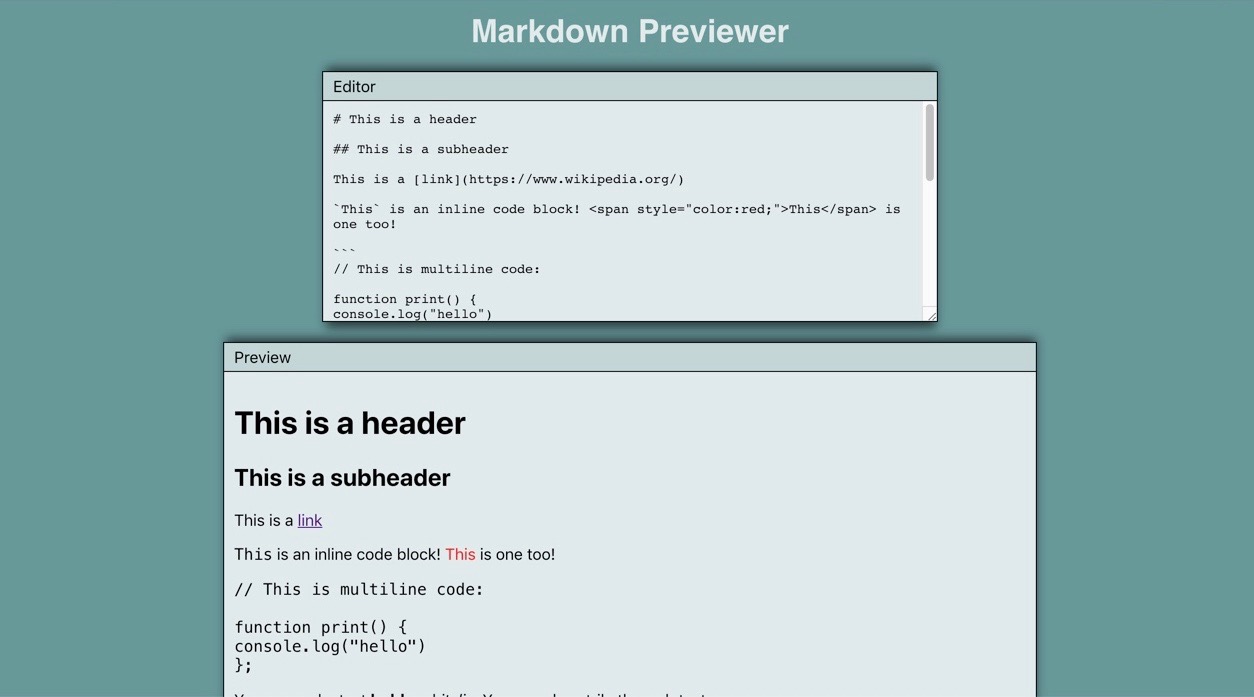 Markdown Previewer
Editor
# This is a header
## This is a subheader
This is a [link](https://www.wikipedia.org/)
`This` is an inline code block! <span style="color:red;">This</span> is
one too!
```
// This is multiline code:
function print() {
console.log("hello")
Preview
This is a header
This is a subheader
This is a link
This is an inline code block! This is one too!
// This is multiline code:
function print() {
console.log("hello")
};